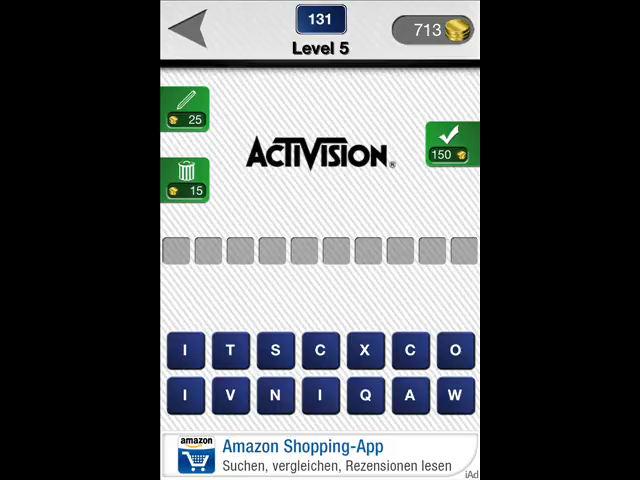 131
Level 5
713
25
ACTIVISION®
150
15
I T S C X C O
I V N I Q A W
amazon
Amazon Shopping-App
Suchen, vergleichen, Rezensionen lesen
iAd